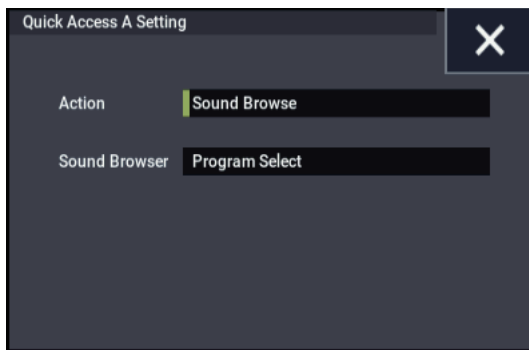 Quick Access A Setting
Action Sound Browse
Sound Browser Program Select